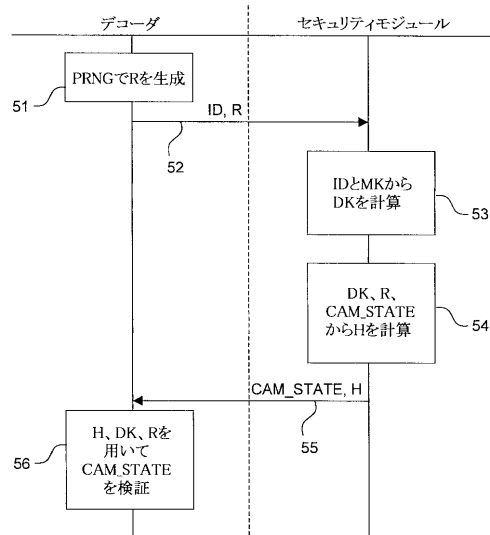 デコーダ
セキュリティモジュール
PRNGでRを生成
51
ID, R
52
IDとMKから
DKを計算
53
DK、R、
CAM_STATE
からHを計算
54
CAM_STATE, H
55
H、DK、Rを
用いて
CAM_STATE
を検証
56